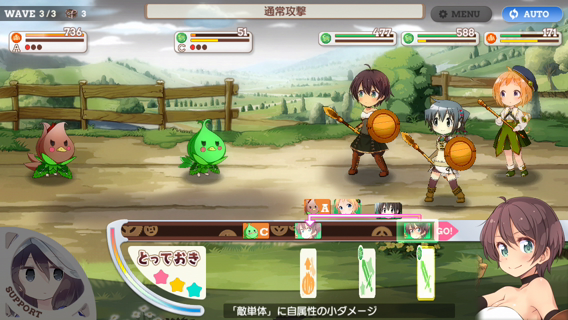 WAVE 3/3 3
通常攻撃
MENU
AUTO
736
A
51
C
477
588
171
A
C
GO!
とっておき
SUPPORT
「敵単体」に自属性の小ダメージ